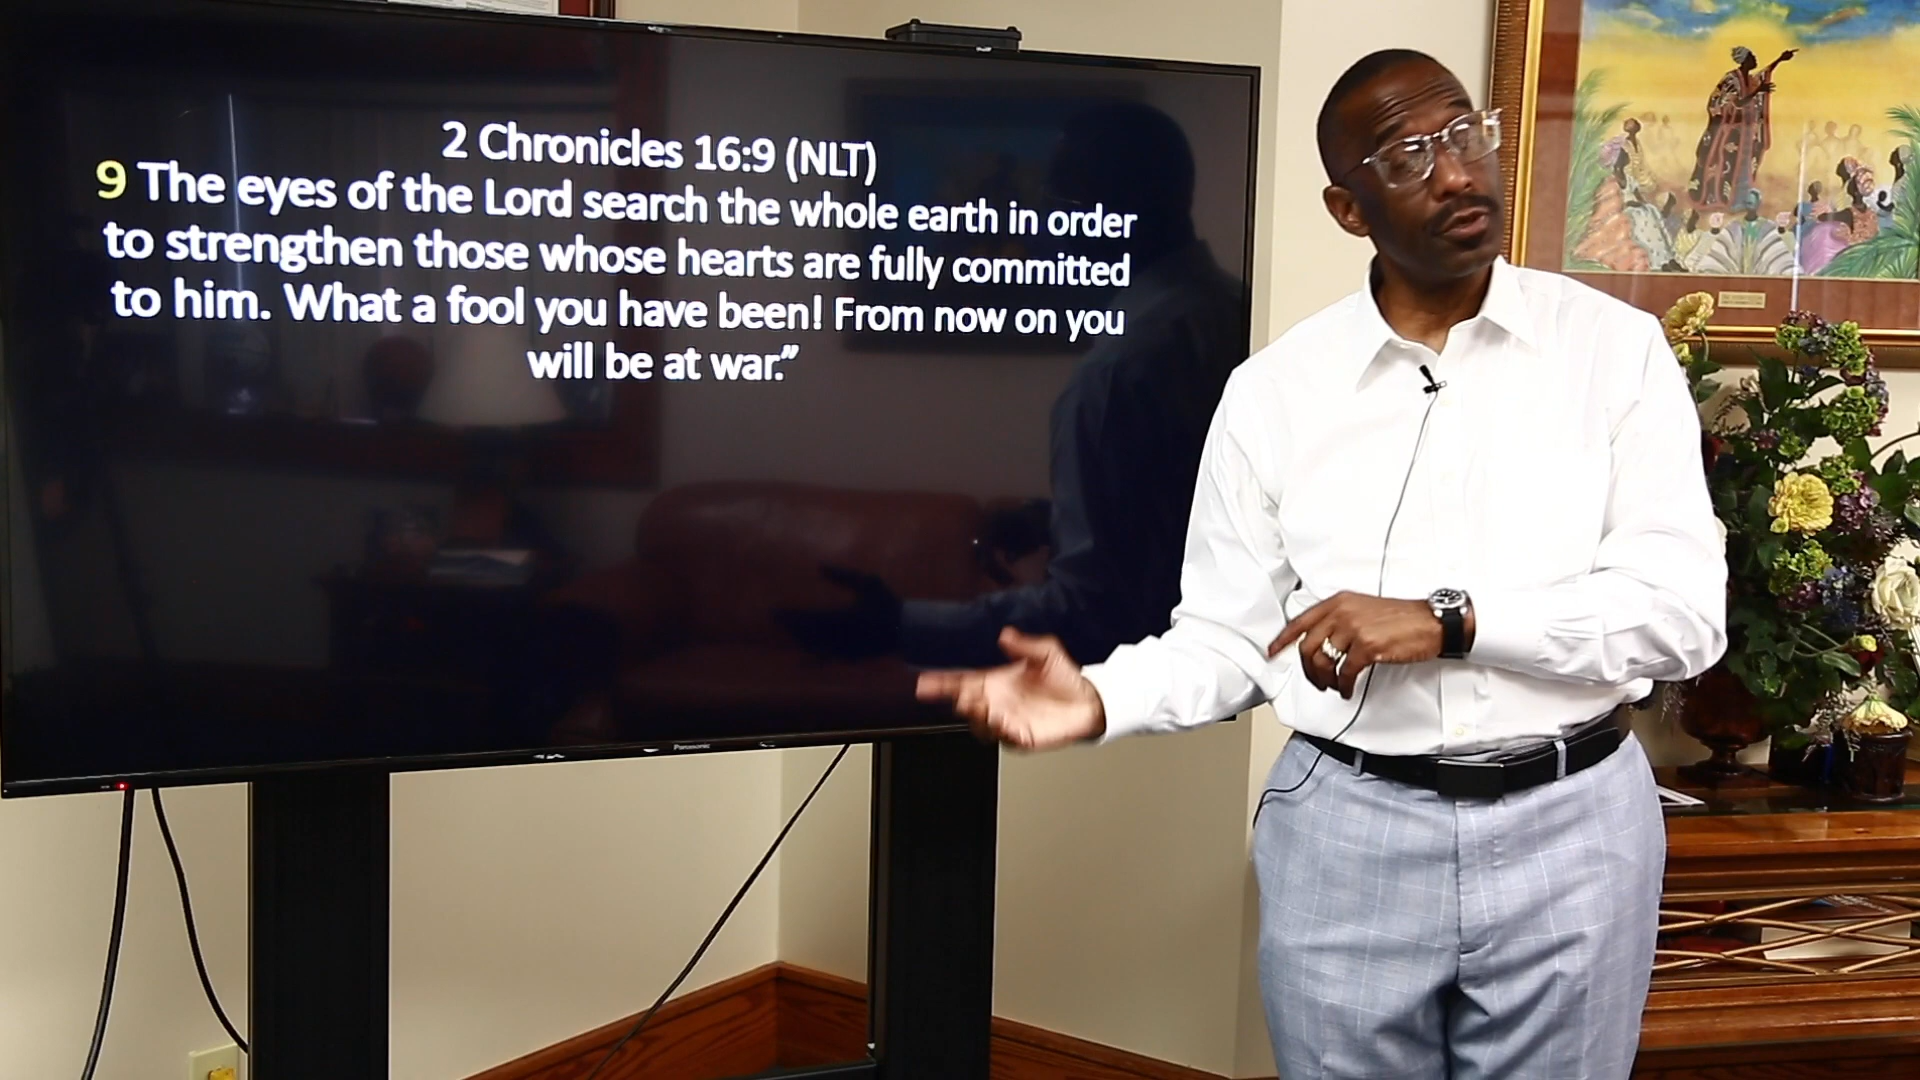 2 Chronicles 16:9 (NLT)
9 The eyes of the Lord search the whole earth in order
to strengthen those whose hearts are fully committed
to him. What a fool you have been! From now on you
will be at war.”
Panasonic